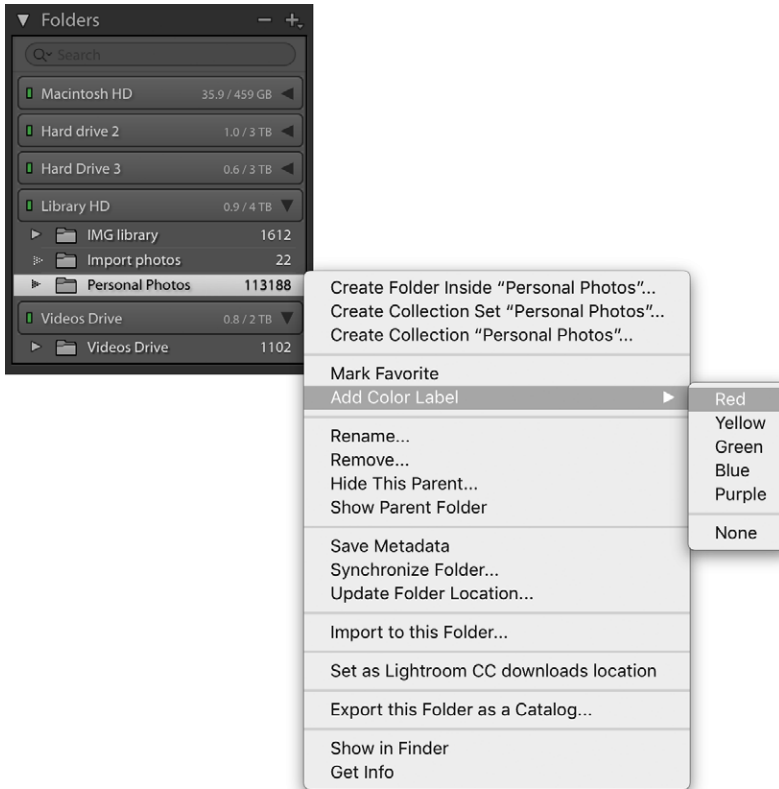 Folders
Search
Macintosh HD 35.9 / 459 GB
Hard drive 2 1.0 / 3 TB
Hard Drive 3 0.6 / 3 TB
Library HD 0.9 / 4 TB
IMG library 1612
Import photos 22
Personal Photos 113188
Videos Drive 0.8 / 2 TB
Videos Drive 1102
Create Folder Inside “Personal Photos”...
Create Collection Set “Personal Photos”...
Create Collection “Personal Photos”...
Mark Favorite
Add Color Label
Rename...
Remove...
Hide This Parent...
Show Parent Folder
Save Metadata
Synchronize Folder...
Update Folder Location...
Import to this Folder...
Set as Lightroom CC downloads location
Export this Folder as a Catalog...
Show in Finder
Get Info
Red
Yellow
Green
Blue
Purple
None